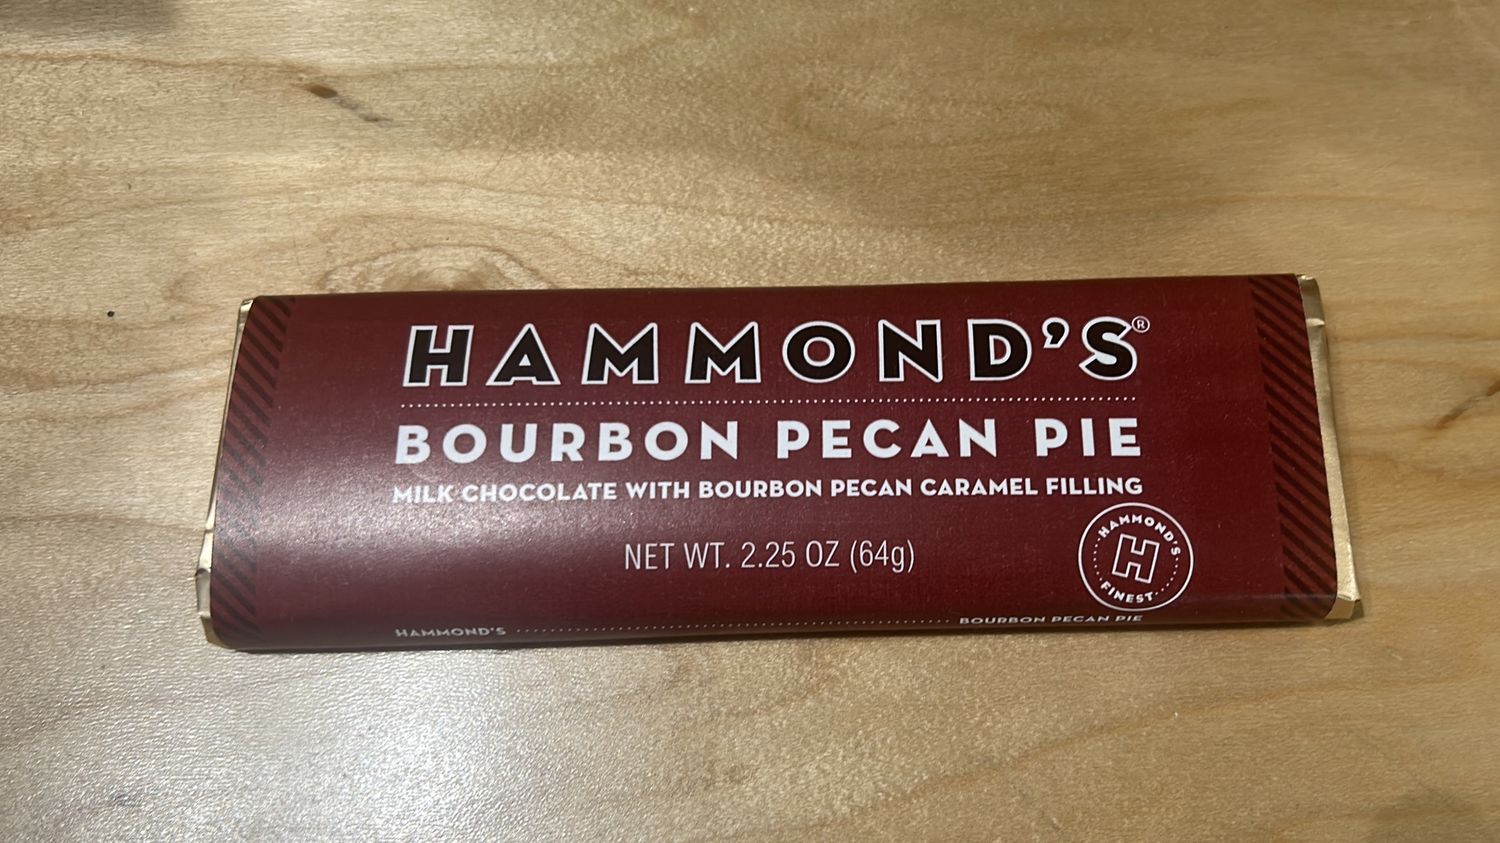 HAMMOND'S®
BOURBON PECAN PIE
MILK CHOCOLATE WITH BOURBON PECAN CARAMEL FILLING
NET WT. 2.25 OZ (64g)
HAMMOND'S
H
FINEST
HAMMOND'S BOURBON PECAN PIE